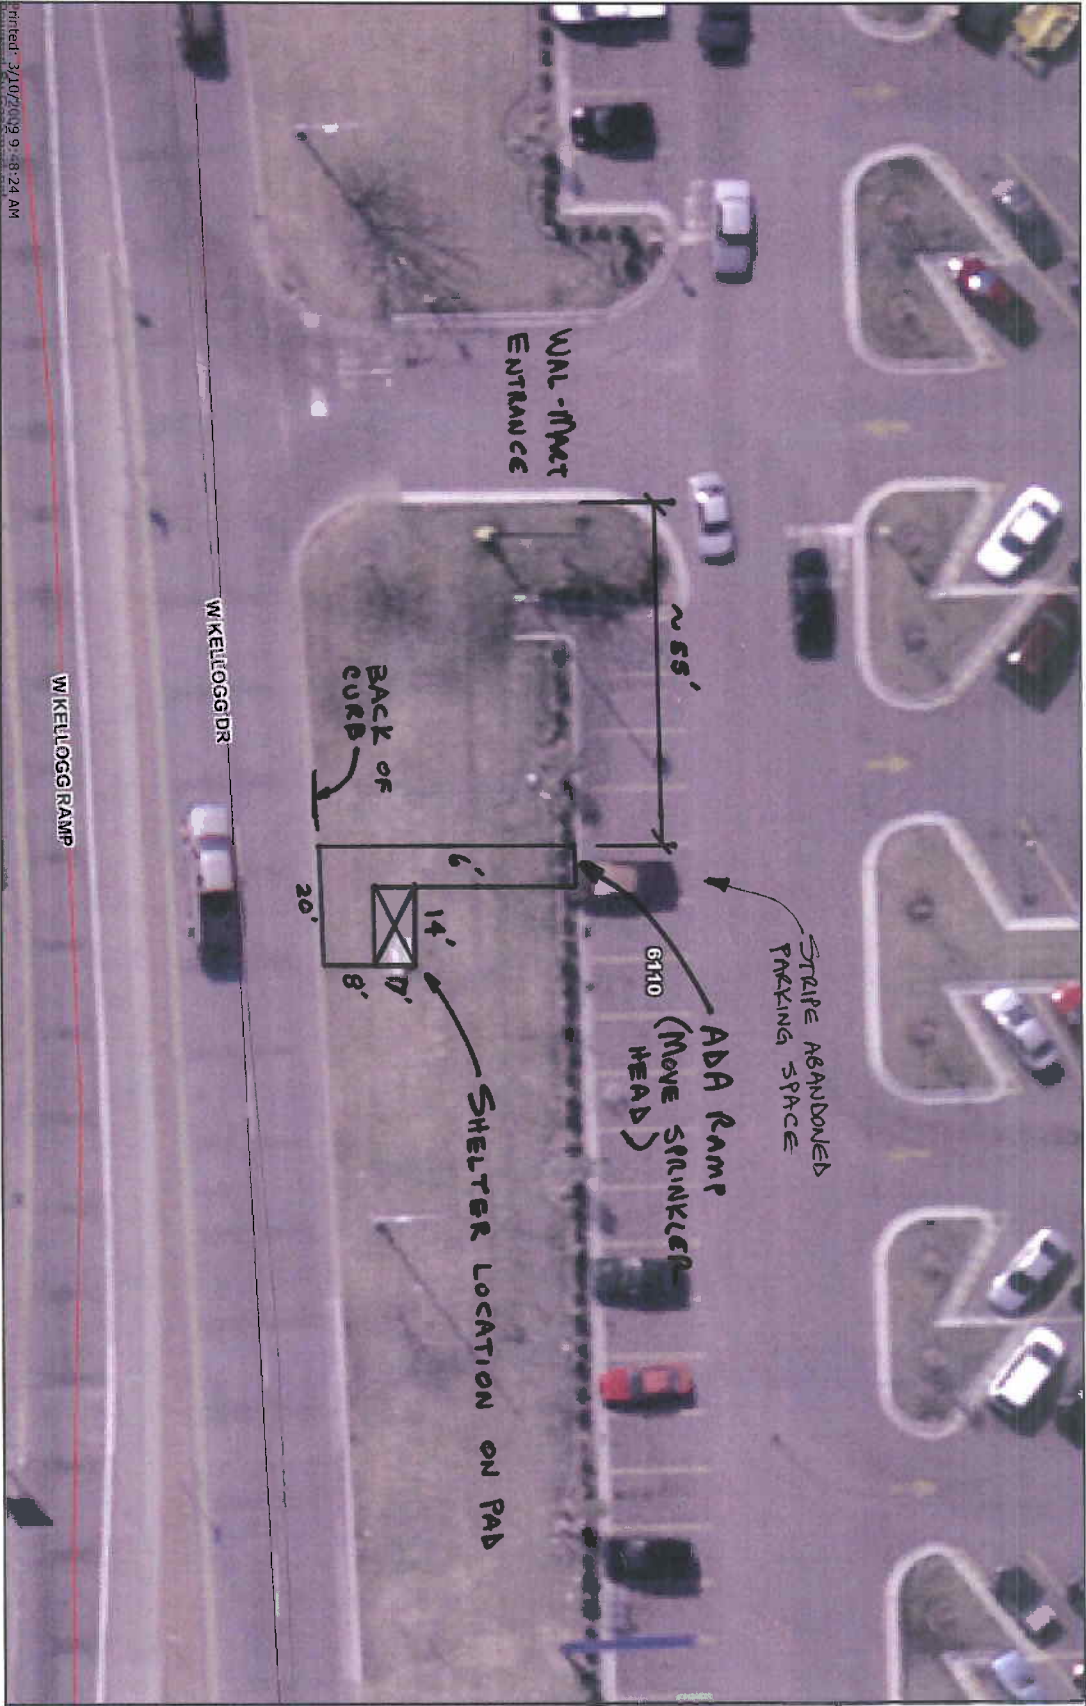 Printed: 3/10/2009 9:48:24 AM
WAL-MART
ENTRANCE
~ 55'
W KELLOGG DR
W KELLOGG RAMP
BACK OF
CURB
6'
20'
14'
8'
6110
STRIPE ABANDONED
PARKING SPACE
ADA RAMP
(MOVE SPRINKLER
HEAD)
SHELTER LOCATION ON PAD